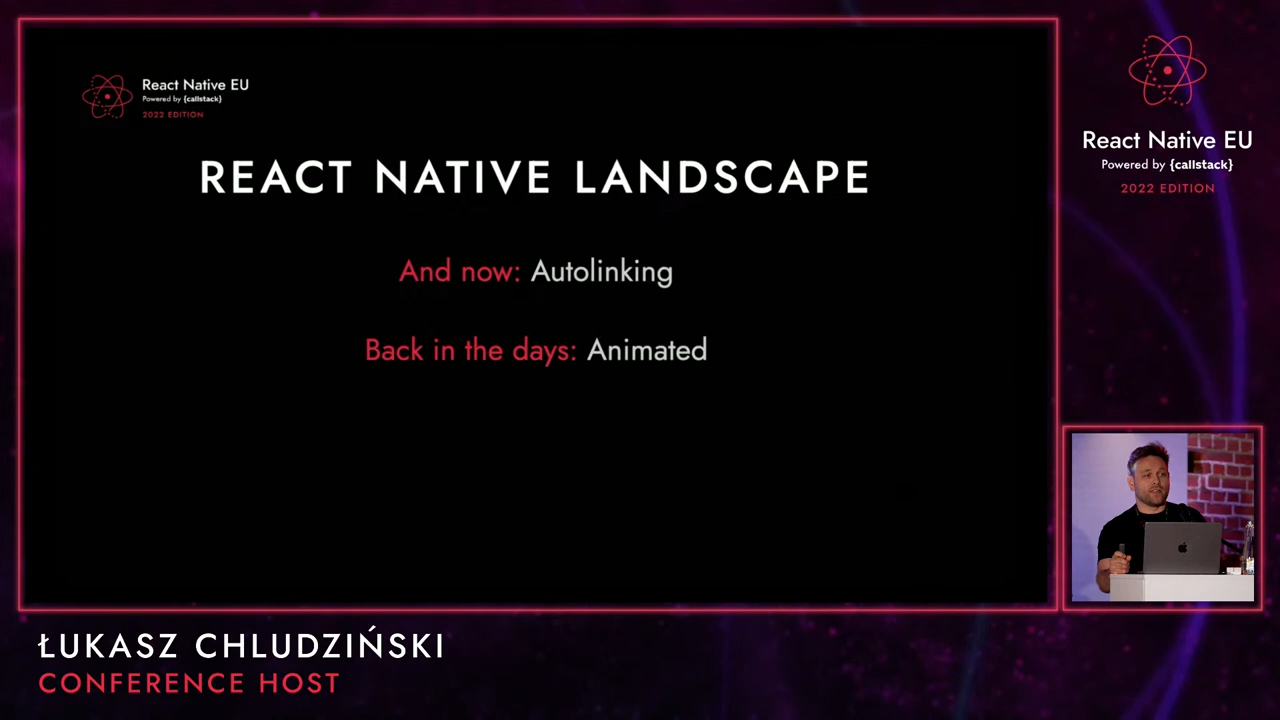 React Native EU
Powered by {callstack}
2022 EDITION
REACT NATIVE LANDSCAPE
And now: Autolinking
Back in the days: Animated
React Native EU
Powered by {callstack}
2022 EDITION
ŁUKASZ CHLUDZIŃSKI
CONFERENCE HOST